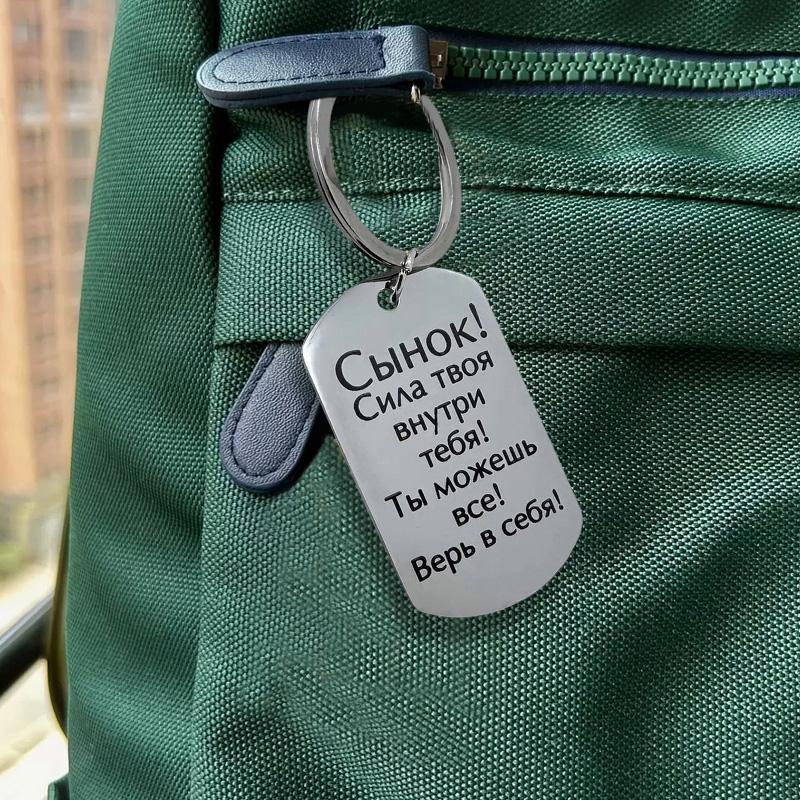 Сынок!
Сила твоя
внутри
тебя!
Ты можешь
все!
Верь в себя!